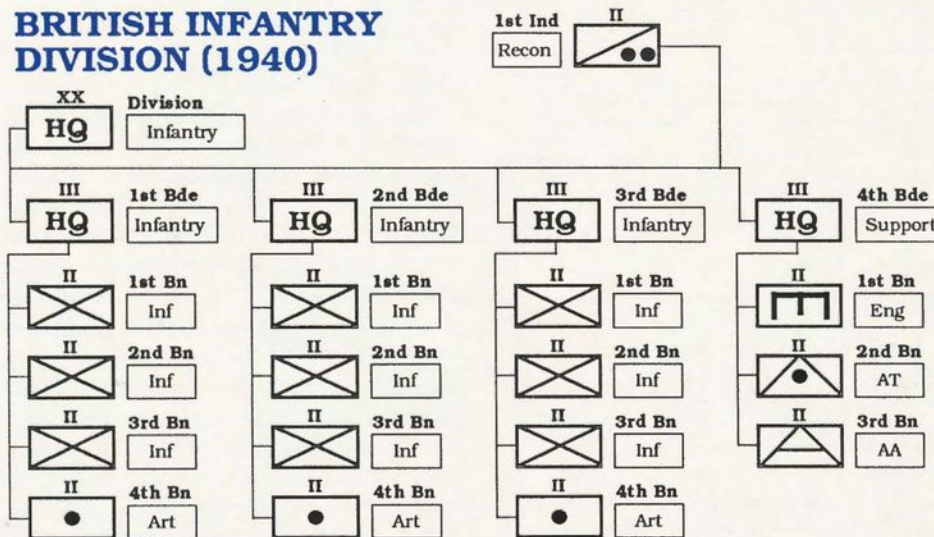 BRITISH INFANTRY
DIVISION (1940)
1st Ind
Recon
II
XX
HQ
Division
Infantry
III
HQ
1st Bde
Infantry
III
HQ
2nd Bde
Infantry
III
HQ
3rd Bde
Infantry
III
HQ
4th Bde
Support
II
1st Bn
Inf
II
1st Bn
Inf
II
1st Bn
Inf
II
1st Bn
Eng
II
2nd Bn
Inf
II
2nd Bn
Inf
II
2nd Bn
Inf
II
2nd Bn
AT
II
3rd Bn
Inf
II
3rd Bn
Inf
II
3rd Bn
Inf
II
3rd Bn
AA
II
4th Bn
Art
II
4th Bn
Art
II
4th Bn
Art